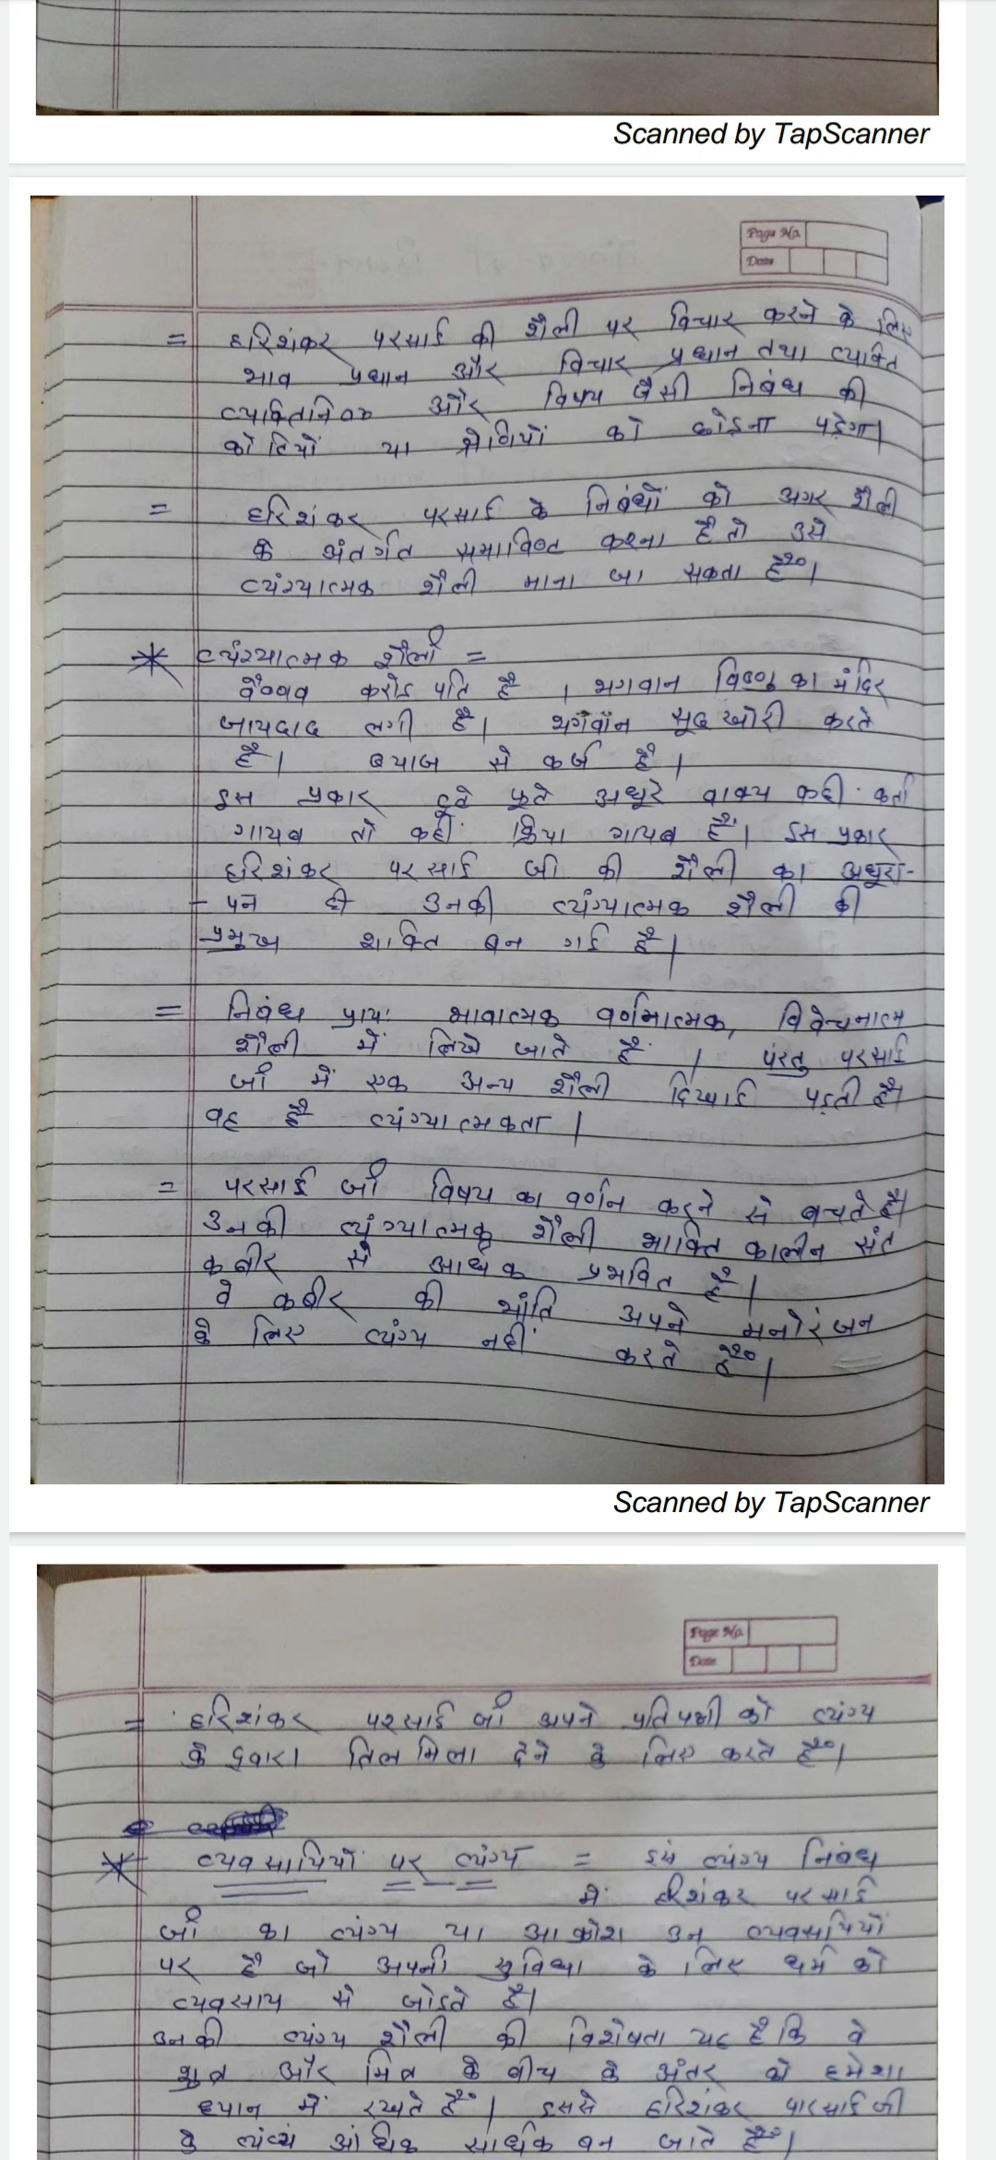 Scanned by TapScanner
Page No.
Date
= हरिशंकर परसाई की शैली पर विचार करने के लिए
भाव प्रधान और विचार प्रधान तथा व्यक्ति
व्यक्तिनिष्ठ और विषय जैसी निबंध की
कोटियों या श्रेणियों को छोड़ना पड़ेगा।
= हरिशंकर परसाई के निबंधों को अगर शैली
के अंतर्गत समाविष्ट करना है तो उसे
व्यंग्यात्मक शैली माना जा सकता है।
* व्यंग्यात्मक शैली =
वैष्णव करोड पति है । भगवान विष्णु का मंदिर
जायदाद लगी है। भगवान सूद खोरी करते
है। ब्याज से कर्ज है ।
इस प्रकार टूते फूते अधूरे वाक्य कही कर्ता
गायब तो कहीं क्रिया गायब है। इस प्रकार
हरिशंकर परसाई जी की शैली का अधूरा-
- पन ही उनकी व्यंग्यात्मक शैली की
प्रमुख शक्ति बन गई है।
= निबंध प्रायः भावात्मक वर्णनात्मक, विवेचनात्म
शैली में लिखे जाते है । परंतु परसाई
जी में एक अन्य शैली दिखाई पड़ती है।
वह है - व्यंग्यात्मकता ।
= परसाई जी विषय का वर्णन करने से बचते है।
उनकी व्यंग्यात्मक शैली भक्ति कालीन संत
कबीर से अधिक प्रभवित है।
वे कबीर की भांति अपने मनोरंजन
के लिए व्यंग्य नहीं करते है।
Scanned by TapScanner
Page No.
Date
= हरिशंकर परसाई जी अपने प्रतिपक्षी को व्यंग्य
के द्वारा तिलमिला देने के लिए करते है।
* व्यवसायियों पर व्यंग्य = इस व्यंग्य निबंध
में हरिशंकर परसाई
जी का व्यंग्य या आक्रोश उन व्यवसायियों
पर है जो अपनी सुविधा के लिए धर्म को
व्यवसाय से जोडते है।
उनकी व्यंग्य शैली की विशेषता यह है कि वे
शत्रु और मित्र के बीच के अंतर को हमेशा
ध्यान में रखते है। इससे हरिशंकर पारसाई जी
के व्यंग्य अधिक सार्थक बन जाते है।